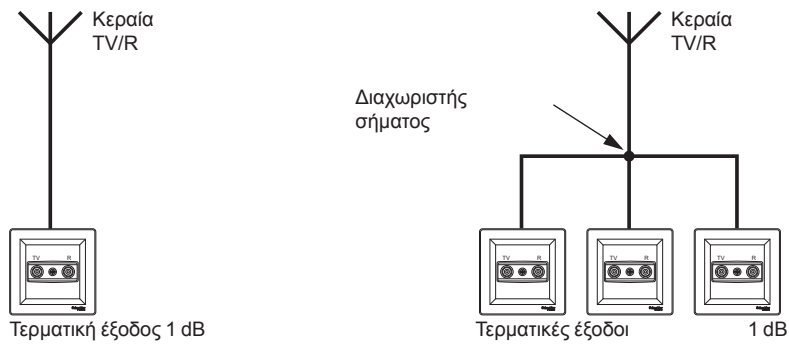 Κεραία
TV/R
TV R
Τερματική έξοδος 1 dB
Κεραία
TV/R
Διαχωριστής
σήματος
TV R
TV R
TV R
Τερματικές έξοδοι 1 dB